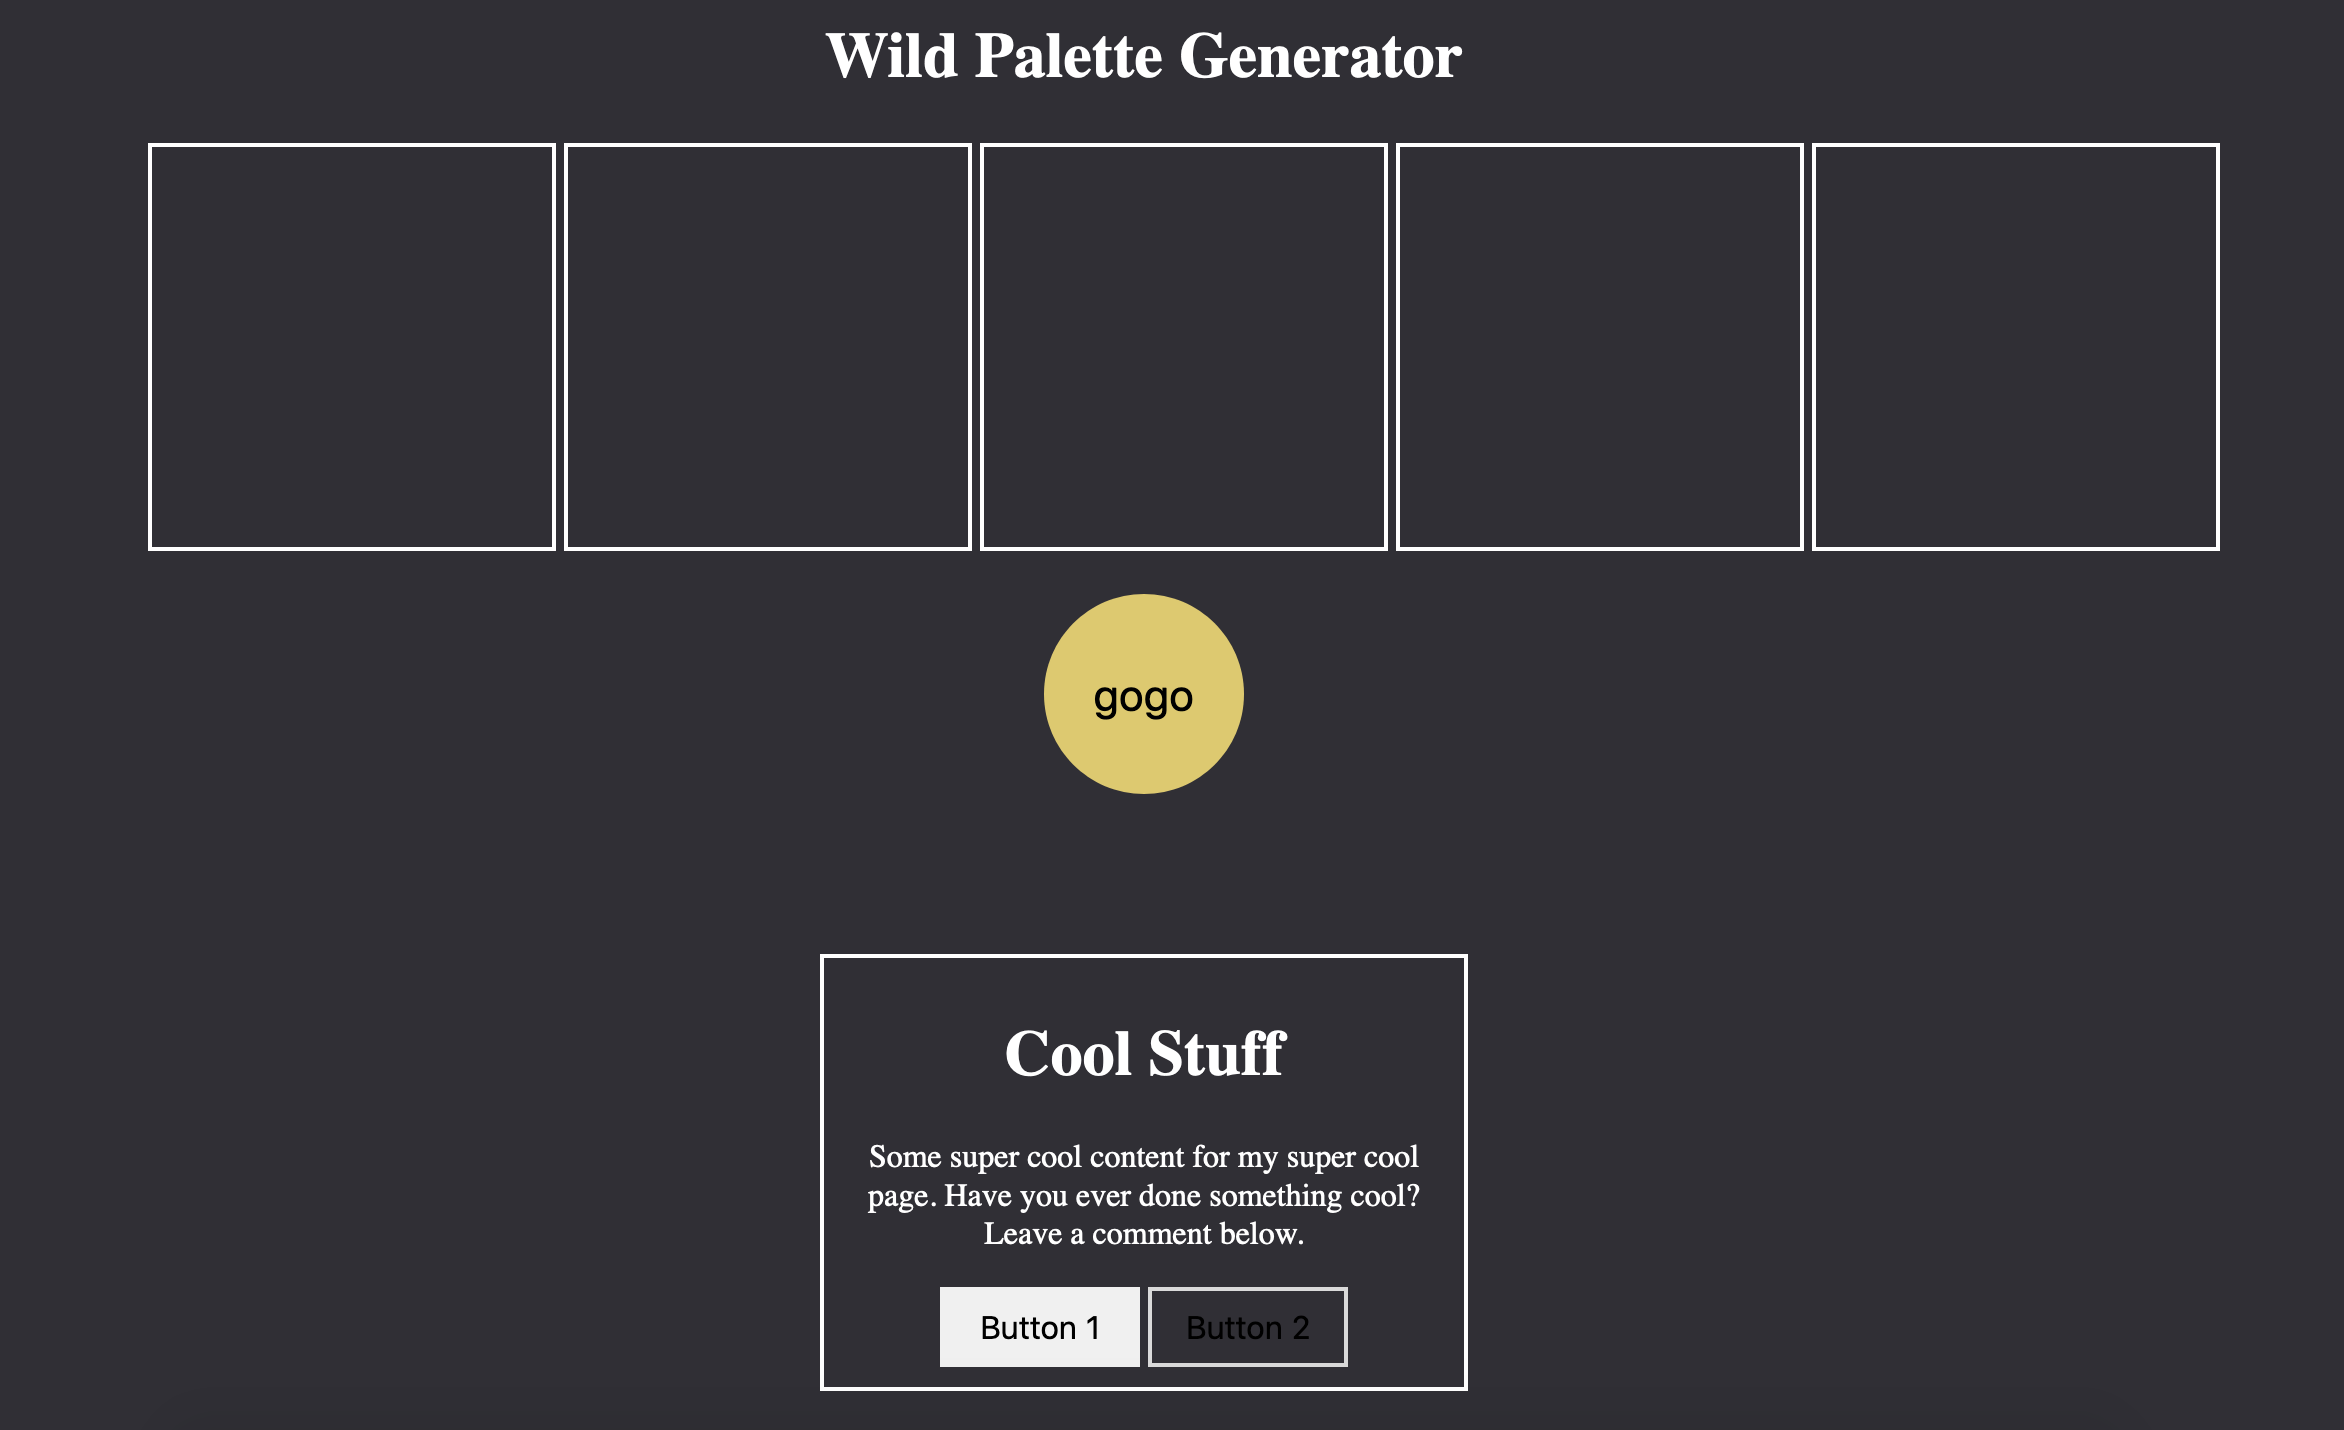 Wild Palette Generator
gogo
Cool Stuff
Some super cool content for my super cool
page. Have you ever done something cool?
Leave a comment below.
Button 1
Button 2